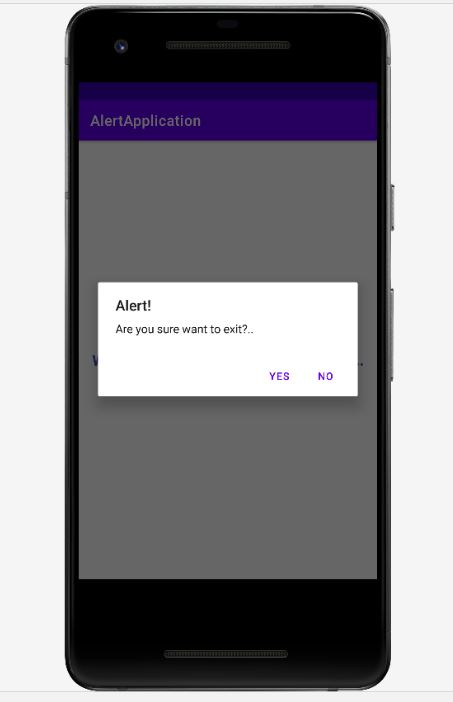 AlertApplication
Alert!
Are you sure want to exit?..
YES NO